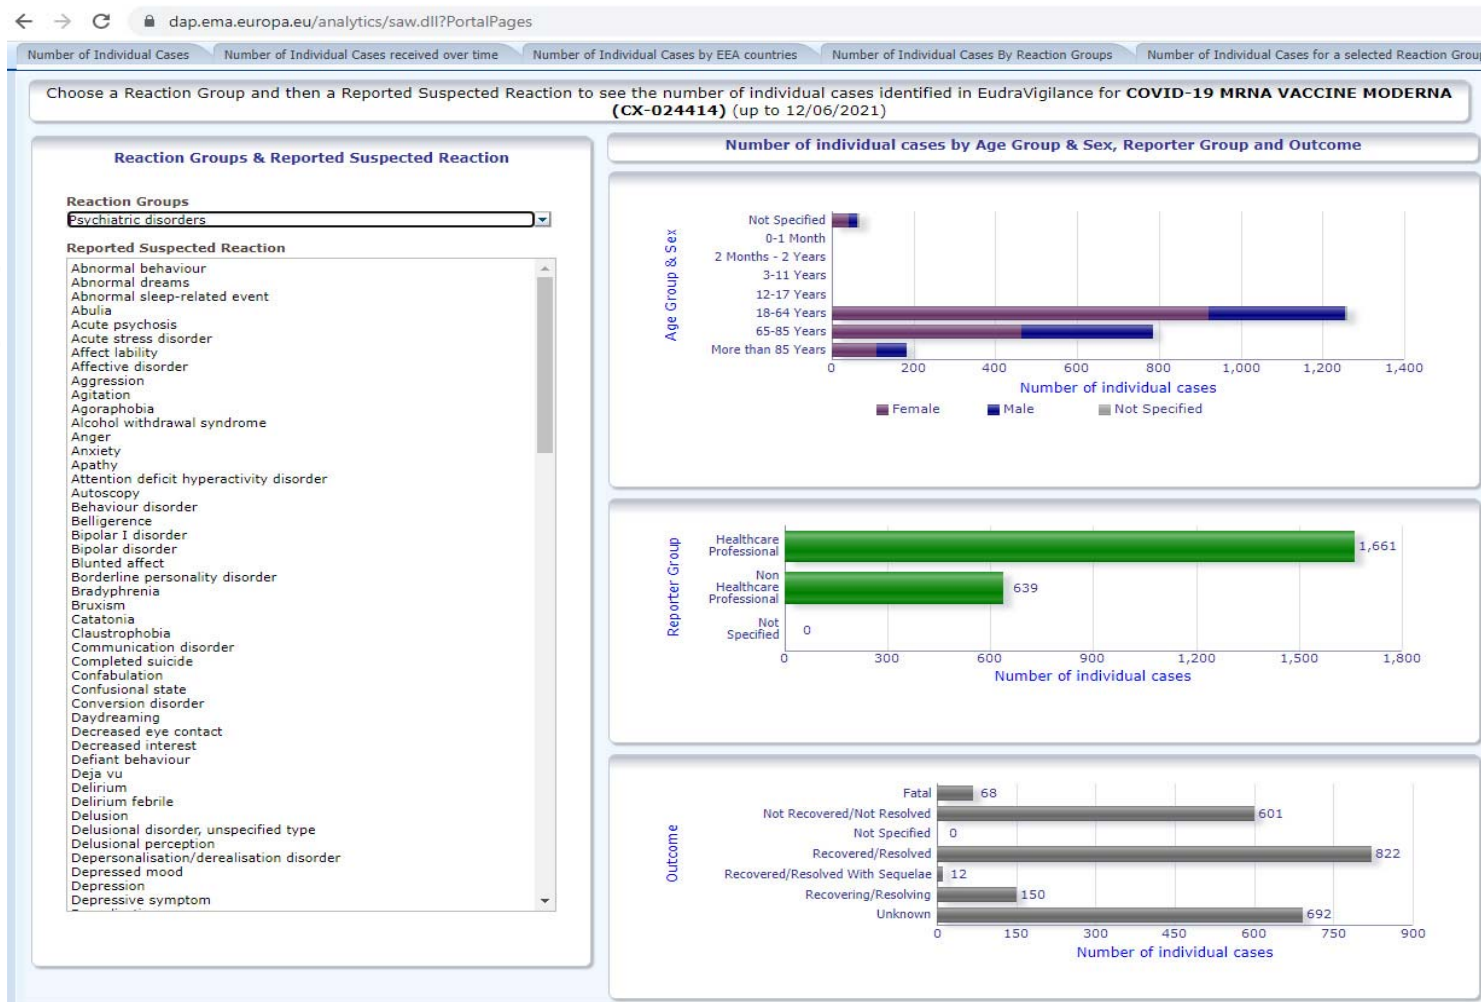 dap.ema.europa.eu/analytics/saw.dll?PortalPages
Number of Individual Cases
Number of Individual Cases received over time
Number of Individual Cases by EEA countries
Number of Individual Cases By Reaction Groups
Number of Individual Cases for a selected Reaction Grou
Choose a Reaction Group and then a Reported Suspected Reaction to see the number of individual cases identified in EudraVigilance for COVID-19 MRNA VACCINE MODERNA
(CX-024414) (up to 12/06/2021)
Reaction Groups & Reported Suspected Reaction
Reaction Groups
Psychiatric disorders
Reported Suspected Reaction
Abnormal behaviour
Abnormal dreams
Abnormal sleep-related event
Abulia
Acute psychosis
Acute stress disorder
Affect lability
Affective disorder
Aggression
Agitation
Agoraphobia
Alcohol withdrawal syndrome
Anger
Anxiety
Apathy
Attention deficit hyperactivity disorder
Autoscopy
Behaviour disorder
Belligerence
Bipolar I disorder
Bipolar disorder
Blunted affect
Borderline personality disorder
Bradyphrenia
Bruxism
Catatonia
Claustrophobia
Communication disorder
Completed suicide
Confabulation
Confusional state
Conversion disorder
Daydreaming
Decreased eye contact
Decreased interest
Defiant behaviour
Deja vu
Delirium
Delirium febrile
Delusion
Delusional disorder, unspecified type
Delusional perception
Depersonalisation/derealisation disorder
Depressed mood
Depression
Depressive symptom
Number of individual cases by Age Group & Sex, Reporter Group and Outcome
Age Group & Sex
Not Specified
0-1 Month
2 Months - 2 Years
3-11 Years
12-17 Years
18-64 Years
65-85 Years
More than 85 Years
0 200 400 600 800 1,000 1,200 1,400
Number of individual cases
Female Male Not Specified
Reporter Group
Healthcare
Professional
1,661
Non
Healthcare
Professional
639
Not
Specified
0
0 300 600 900 1,200 1,500 1,800
Number of individual cases
Outcome
Fatal 68
Not Recovered/Not Resolved 601
Not Specified 0
Recovered/Resolved 822
Recovered/Resolved With Sequelae 12
Recovering/Resolving 150
Unknown 692
0 150 300 450 600 750 900
Number of individual cases